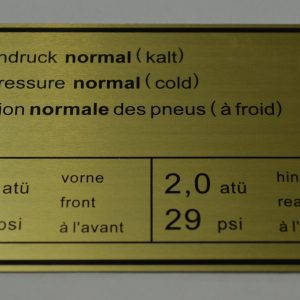 ndruck normal ( kalt )
ressure normal ( cold )
ion normale des pneus ( à froid )
atü vorne 2,0 atü hin
psi front 29 psi rea
à l'avant à l'